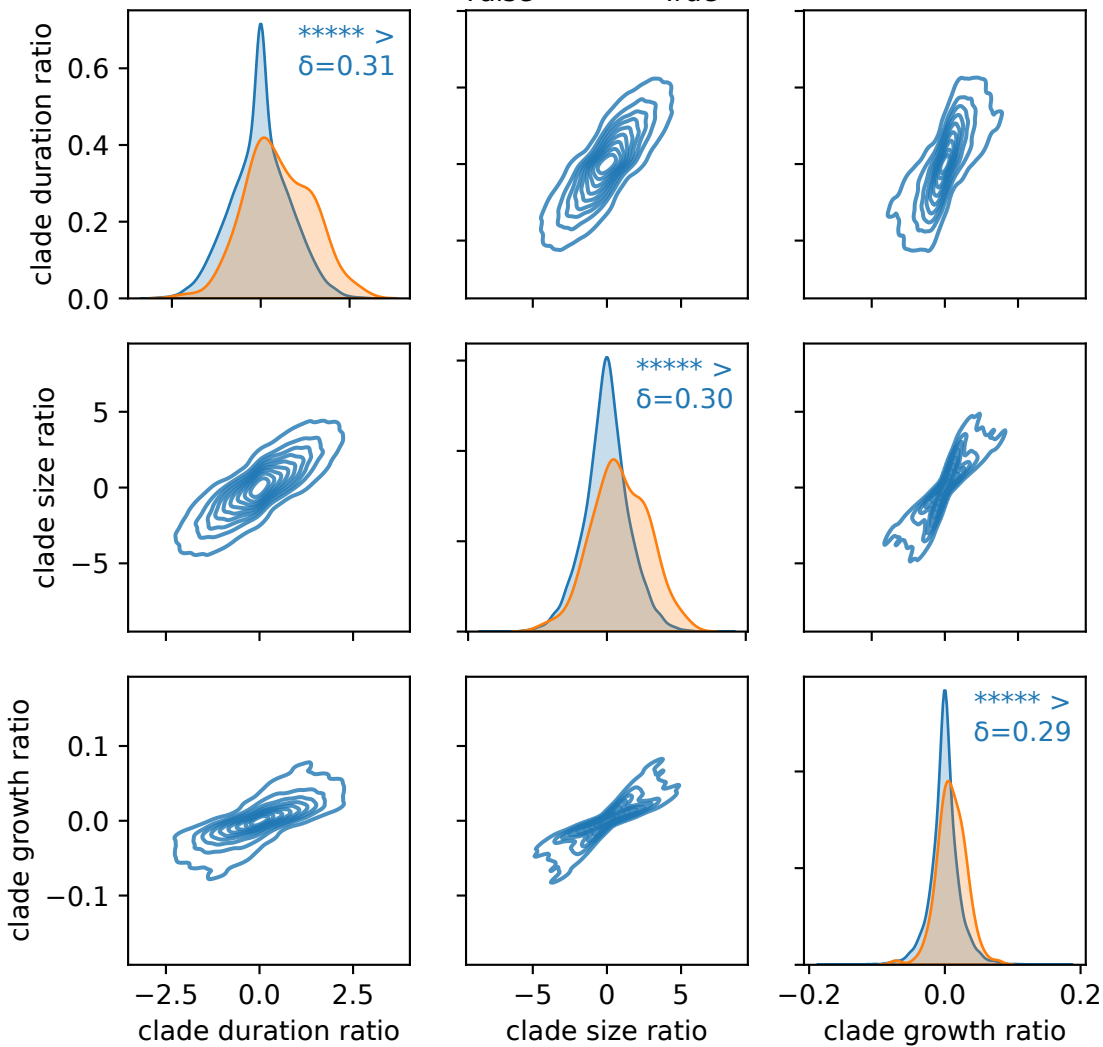 ***** >
δ=0.31
clade duration ratio
0.6
0.4
0.2
0.0
***** >
δ=0.30
clade size ratio
5
0
−5
***** >
δ=0.29
clade growth ratio
0.1
0.0
−0.1
−2.5 0.0 2.5 −5 0 5 −0.2 0.0 0.2
clade duration ratio clade size ratio clade growth ratio